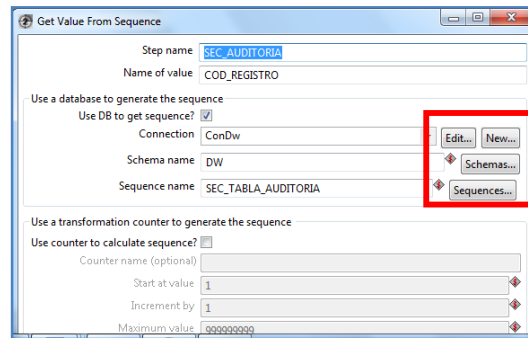 Get Value From Sequence
Step name SEC_AUDITORIA
Name of value COD_REGISTRO
Use a database to generate the sequence
Use DB to get sequence?
Connection ConDw Edit... New...
Schema name DW Schemas...
Sequence name SEC_TABLA_AUDITORIA Sequences...
Use a transformation counter to generate the sequence
Use counter to calculate sequence?
Counter name (optional)
Start at value 1
Increment by 1
Maximum value 999999999